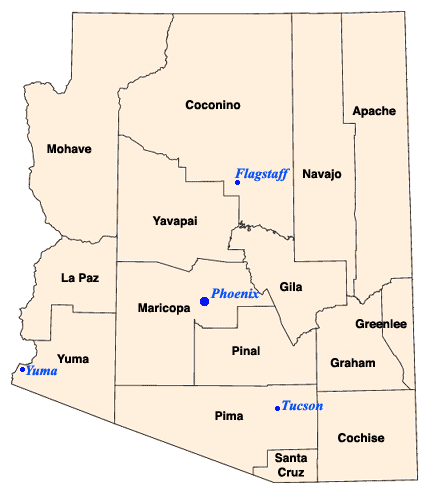 Coconino
Apache
Mohave
Flagstaff
Navajo
Yavapai
La Paz
Gila
Phoenix
Maricopa
Greenlee
Pinal
Yuma
Graham
Yuma
Tucson
Pima
Cochise
Santa
Cruz